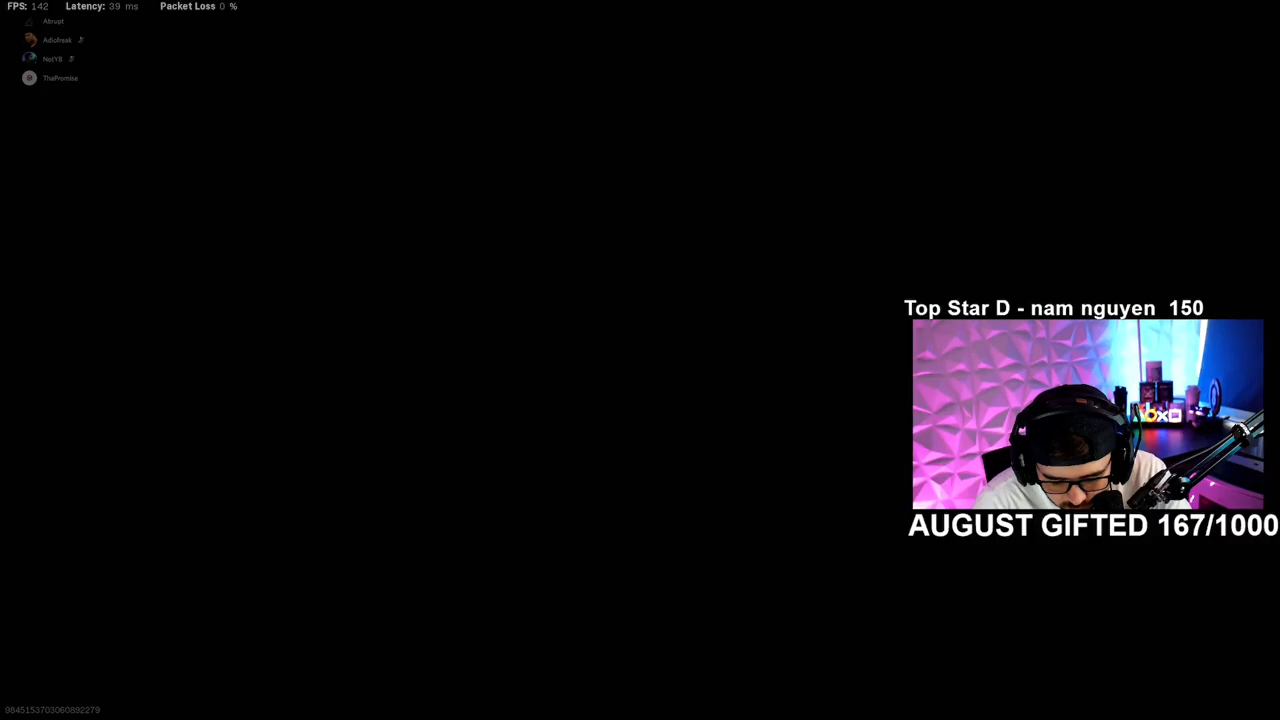 FPS: 142 Latency: 39 ms Packet Loss 0 %
Abrupt
Adiofreak
NotYB
ThaPromise
Top Star D - nam nguyen 150
AUGUST GIFTED 167/1000
9845153703060892279